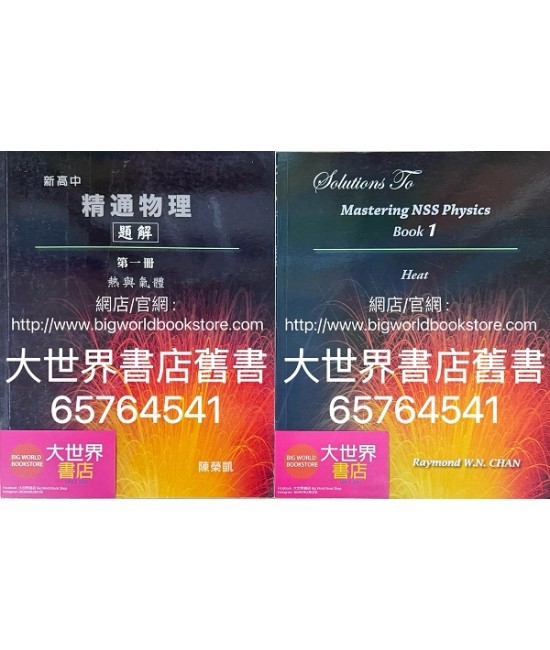 新高中
精通物理
題解
第一冊
熱與氣體
網店/官網 :
http://www.bigworldbookstore.com
大世界書店舊書
65764541
BIG WORLD
BOOKSTORE
大世界
書店
陳榮凱
Solutions To
Mastering NSS Physics
Book 1
Heat
網店/官網 :
http://www.bigworldbookstore.com
大世界書店舊書
65764541
BIG WORLD
BOOKSTORE
大世界
書店
Raymond W.N. CHAN